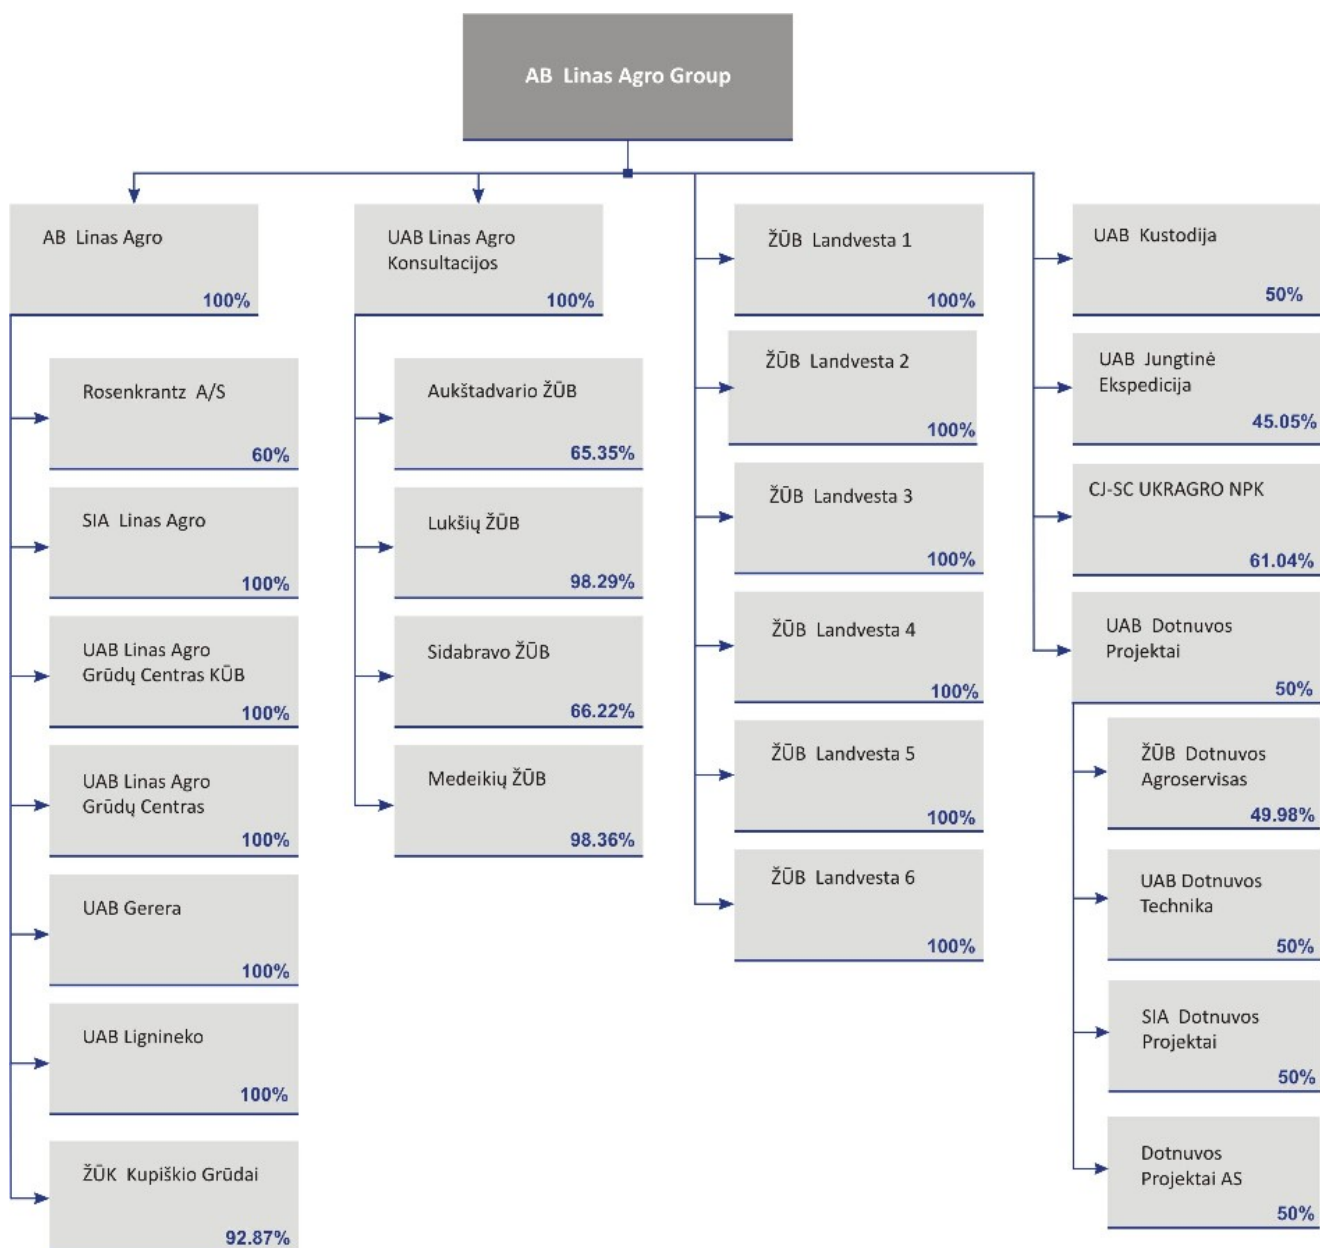 AB Linas Agro Group
AB Linas Agro
100%
Rosenkrantz A/S
60%
SIA Linas Agro
100%
UAB Linas Agro
Grūdų Centras KŪB
100%
UAB Linas Agro
Grūdų Centras
100%
UAB Gerera
100%
UAB Lignineko
100%
ŽŪK Kupiškio Grūdai
92.87%
UAB Linas Agro
Konsultacijos
100%
Aukštadvario ŽŪB
65.35%
Lukšių ŽŪB
98.29%
Sidabravo ŽŪB
66.22%
Medeikių ŽŪB
98.36%
ŽŪB Landvesta 1
100%
ŽŪB Landvesta 2
100%
ŽŪB Landvesta 3
100%
ŽŪB Landvesta 4
100%
ŽŪB Landvesta 5
100%
ŽŪB Landvesta 6
100%
UAB Kustodija
50%
UAB Jungtinė
Ekspedicija
45.05%
CJ-SC UKRAGRO NPK
61.04%
UAB Dotnuvos
Projektai
50%
ŽŪB Dotnuvos
Agroservisas
49.98%
UAB Dotnuvos
Technika
50%
SIA Dotnuvos
Projektai
50%
Dotnuvos
Projektai AS
50%